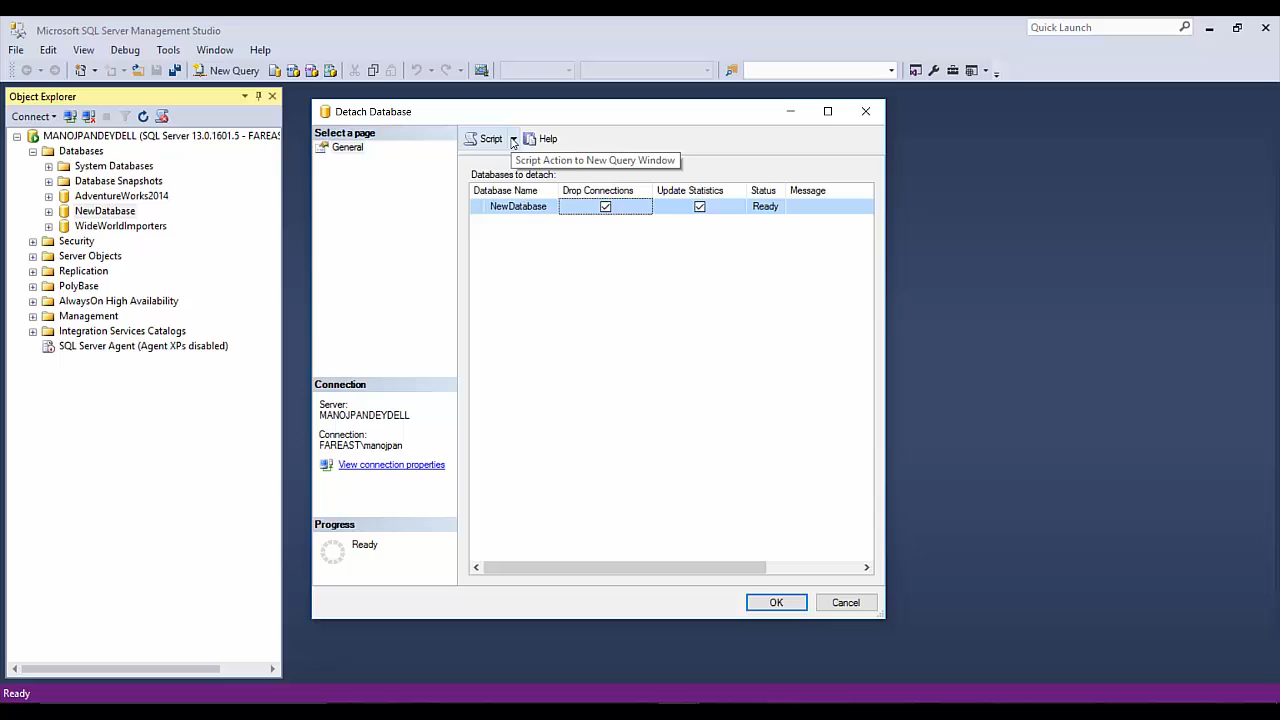 Microsoft SQL Server Management Studio
Quick Launch
File Edit View Debug Tools Window Help
New Query
Object Explorer
Connect
MANOJPANDEYDELL (SQL Server 13.0.1601.5 - FAREAS
Databases
System Databases
Database Snapshots
AdventureWorks2014
NewDatabase
WideWorldImporters
Security
Server Objects
Replication
PolyBase
AlwaysOn High Availability
Management
Integration Services Catalogs
SQL Server Agent (Agent XPs disabled)
Detach Database
Select a page
General
Script Help
Script Action to New Query Window
Databases to detach:
Database Name Drop Connections Update Statistics Status Message
NewDatabase Ready
Connection
Server:
MANOJPANDEYDELL
Connection:
FAREAST\manojpan
View connection properties
Progress
Ready
OK Cancel
Ready